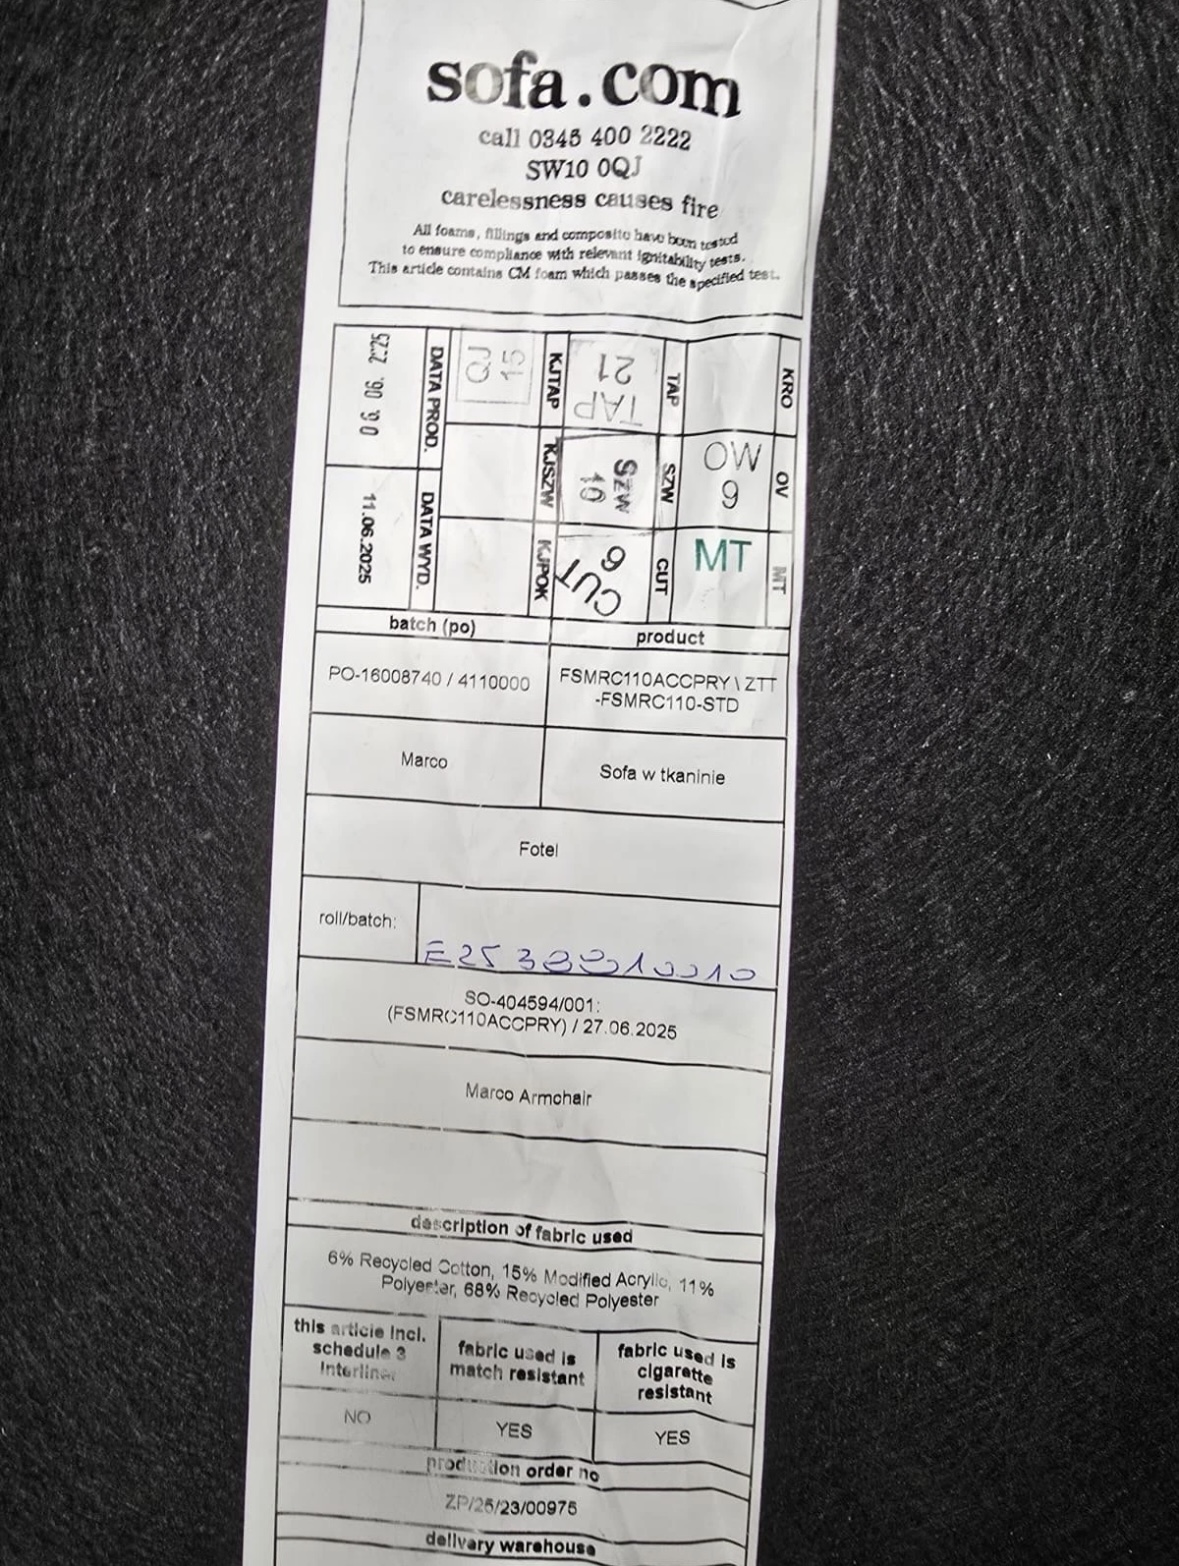 sofa.com
call 0345 400 2222
SW10 0QJ
carelessness causes fire
All foams, fillings and composite have been tested
to ensure compliance with relevant ignitability tests.
This article contains CM foam which passes the specified test.
KRO OV MT
OW
9
MT
TAP SZW CUT
TAP
21
SZW
10
CUT
6
KJTAP KJSZW KJPOK
15
QJ
DATA PROD. DATA WYD.
11.06.2025
batch (po) product
PO-16008740 / 4110000 FSMRC110ACCPRY \ ZTT
-FSMRC110-STD
Marco Sofa w tkaninie
Fotel
roll/batch:
SO-404594/001:
(FSMRC110ACCPRY) / 27.06.2025
Marco Armchair
description of fabric used
6% Recycled Cotton, 15% Modified Acrylic, 11%
Polyester, 68% Recycled Polyester
this article incl.
schedule 3
Interliner
fabric used is
match resistant
fabric used is
cigarette
resistant
NO YES YES
production order no
ZP/25/23/00975
delivery warehouse